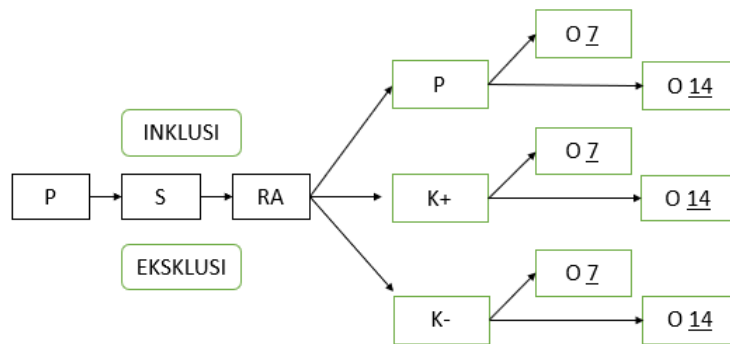 O 7
P
O 14
INKLUSI
O 7
P
S
RA
K+
O 14
EKSKLUSI
O 7
K-
O 14